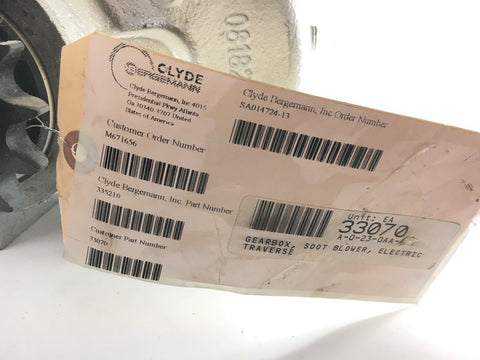 0818
CLYDE
BERGEMANN
Clyde Bergemann, Inc 4015
Presidential Pkwy Atlanta,
Ga 30340, 3707 United
States of America
Clyde Bergemann, Inc Order Number
SA014724-13
Customer Order Number
M671656
Clyde Bergemann, Inc. Part Number
335210
Customer Part Number
33070
Unit: EA
33070
A-0-23-0AA-
GEARBOX, SOOT BLOWER, ELECTRIC
TRAVERSE